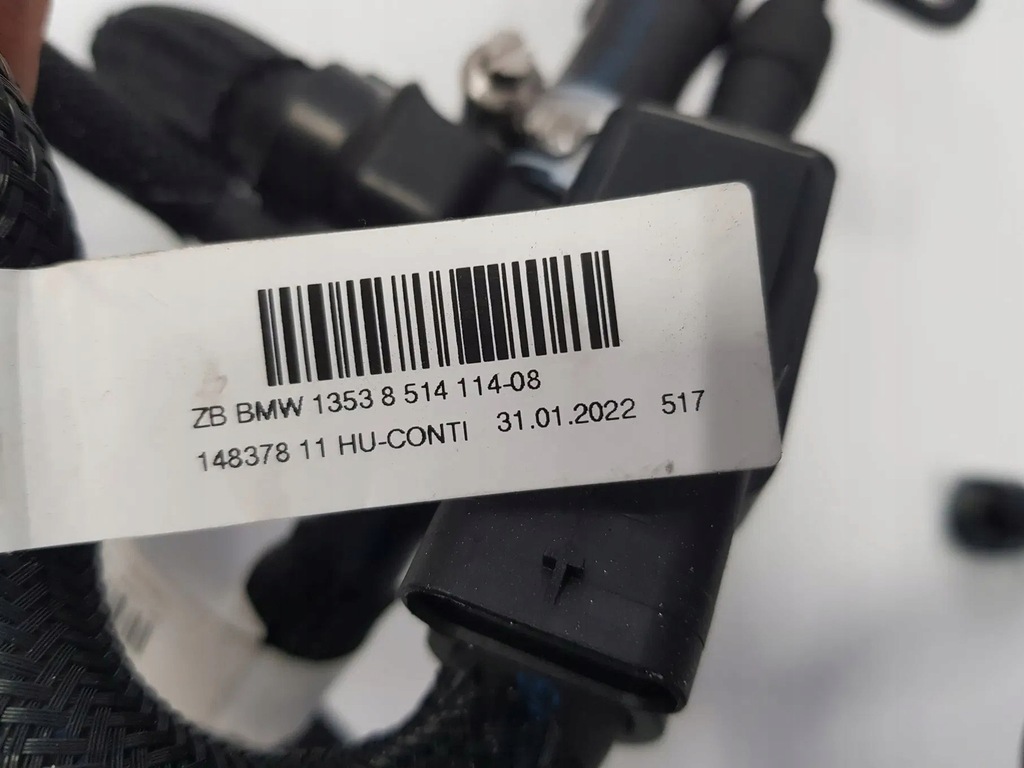 ZB BMW 1353 8 514 114-08
148378 11 HU-CONTI 31.01.2022 517